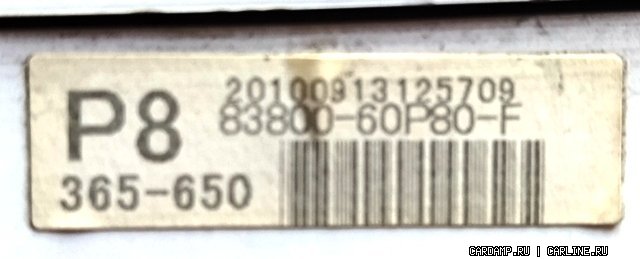 P8
20100913125709
83800-60P80-F
365-650
CARDAMP.RU | CARLINE.RU